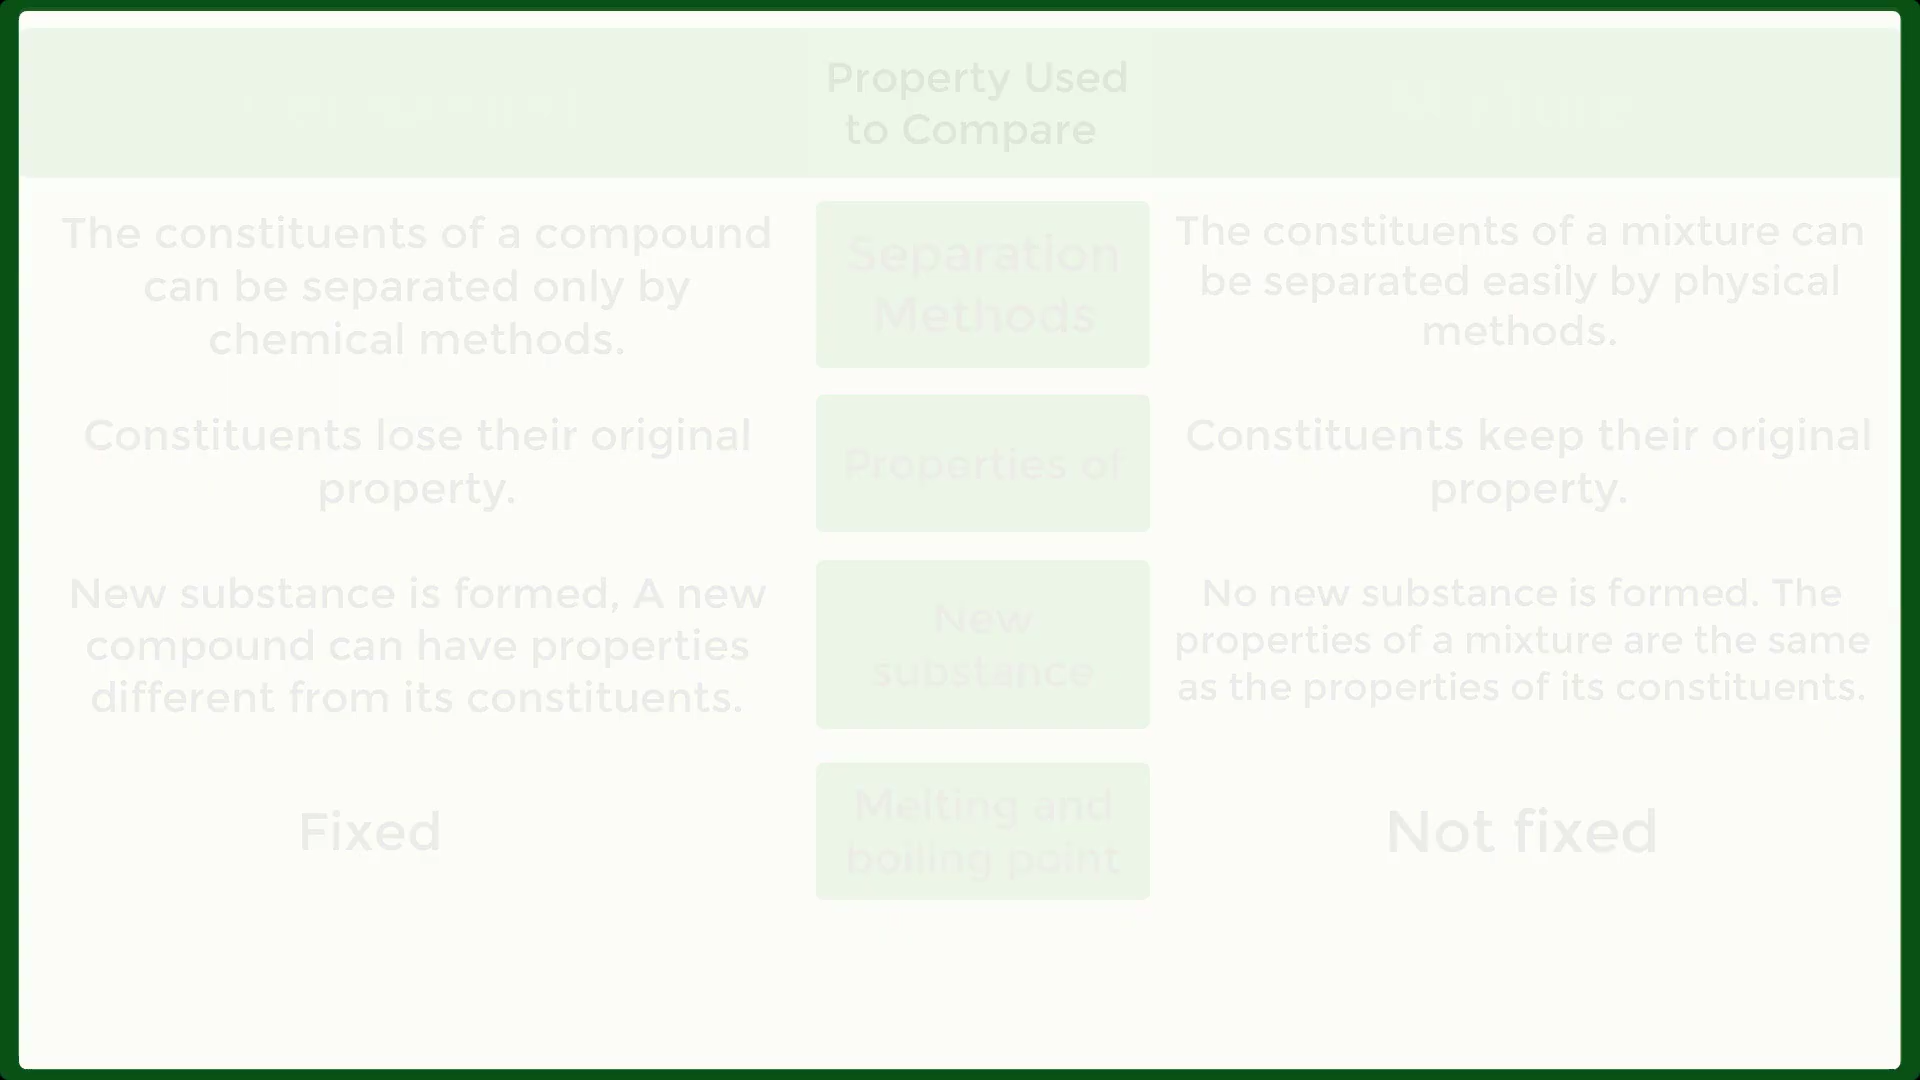 Property Used
to Compare
The constituents of a compound
can be separated only by
chemical methods.
Separation
Methods
The constituents of a mixture can
be separated easily by physical
methods.
Constituents lose their original
property.
Properties of
Constituents keep their original
property.
New substance is formed, A new
compound can have properties
different from its constituents.
New
substance
No new substance is formed. The
properties of a mixture are the same
as the properties of its constituents.
Fixed
Melting and
boiling point
Not fixed